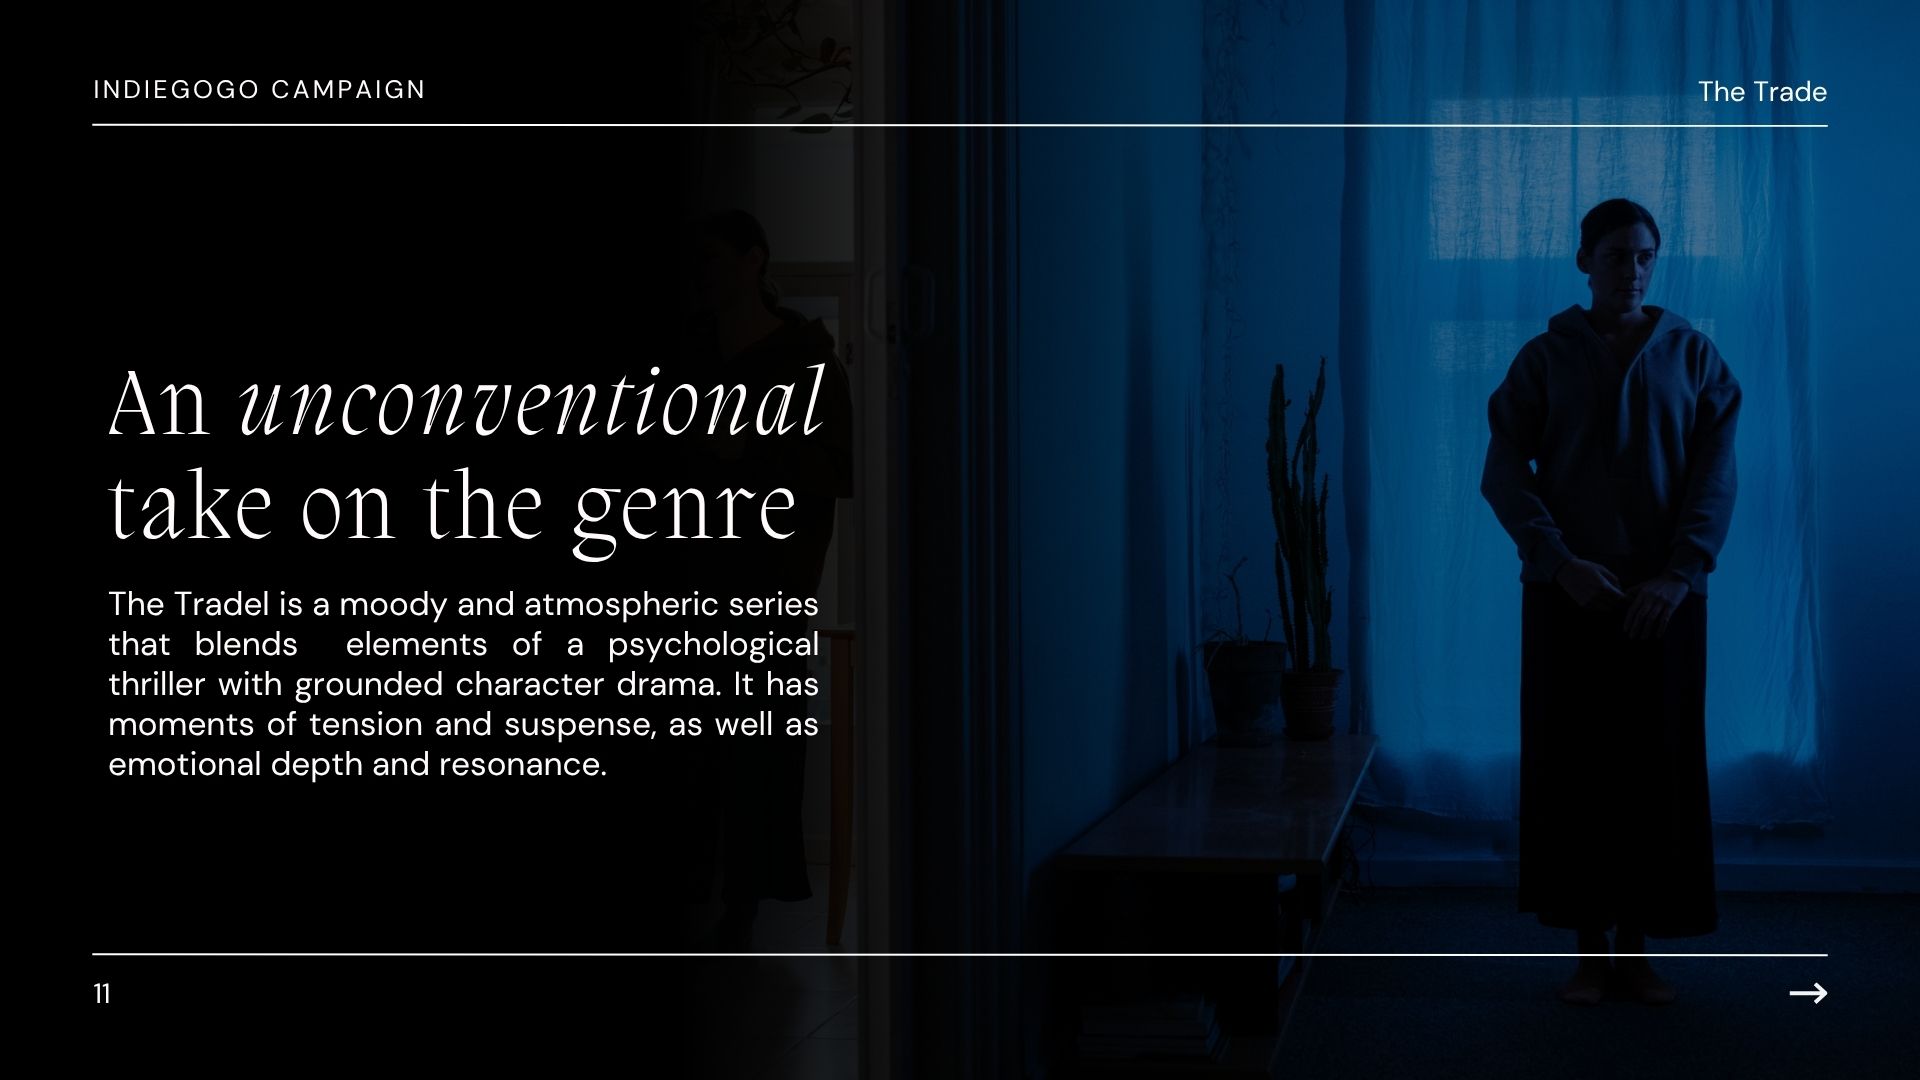 INDIEGOGO CAMPAIGN
The Trade
An unconventional
take on the genre
The Tradel is a moody and atmospheric series
that blends  elements of a psychological
thriller with grounded character drama. It has
moments of tension and suspense, as well as
emotional depth and resonance.
11
→